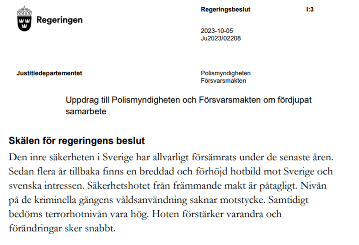 Regeringen
Regeringsbeslut I:3
2023-10-05
Ju2023/02208
Justitiedepartementet
Polismyndigheten
Försvarsmakten
Uppdrag till Polismyndigheten och Försvarsmakten om fördjupat
samarbete
Skälen för regeringens beslut
Den inre säkerheten i Sverige har allvarligt försämrats under de senaste åren.
Sedan flera år tillbaka finns en breddad och förhöjd hotbild mot Sverige och
svenska intressen. Säkerhetshotet från främmande makt är påtagligt. Nivån
på de kriminella gängens våldsanvändning saknar motstycke. Samtidigt
bedöms terrorhotnivån vara hög. Hoten förstärker varandra och
förändringar sker snabbt.